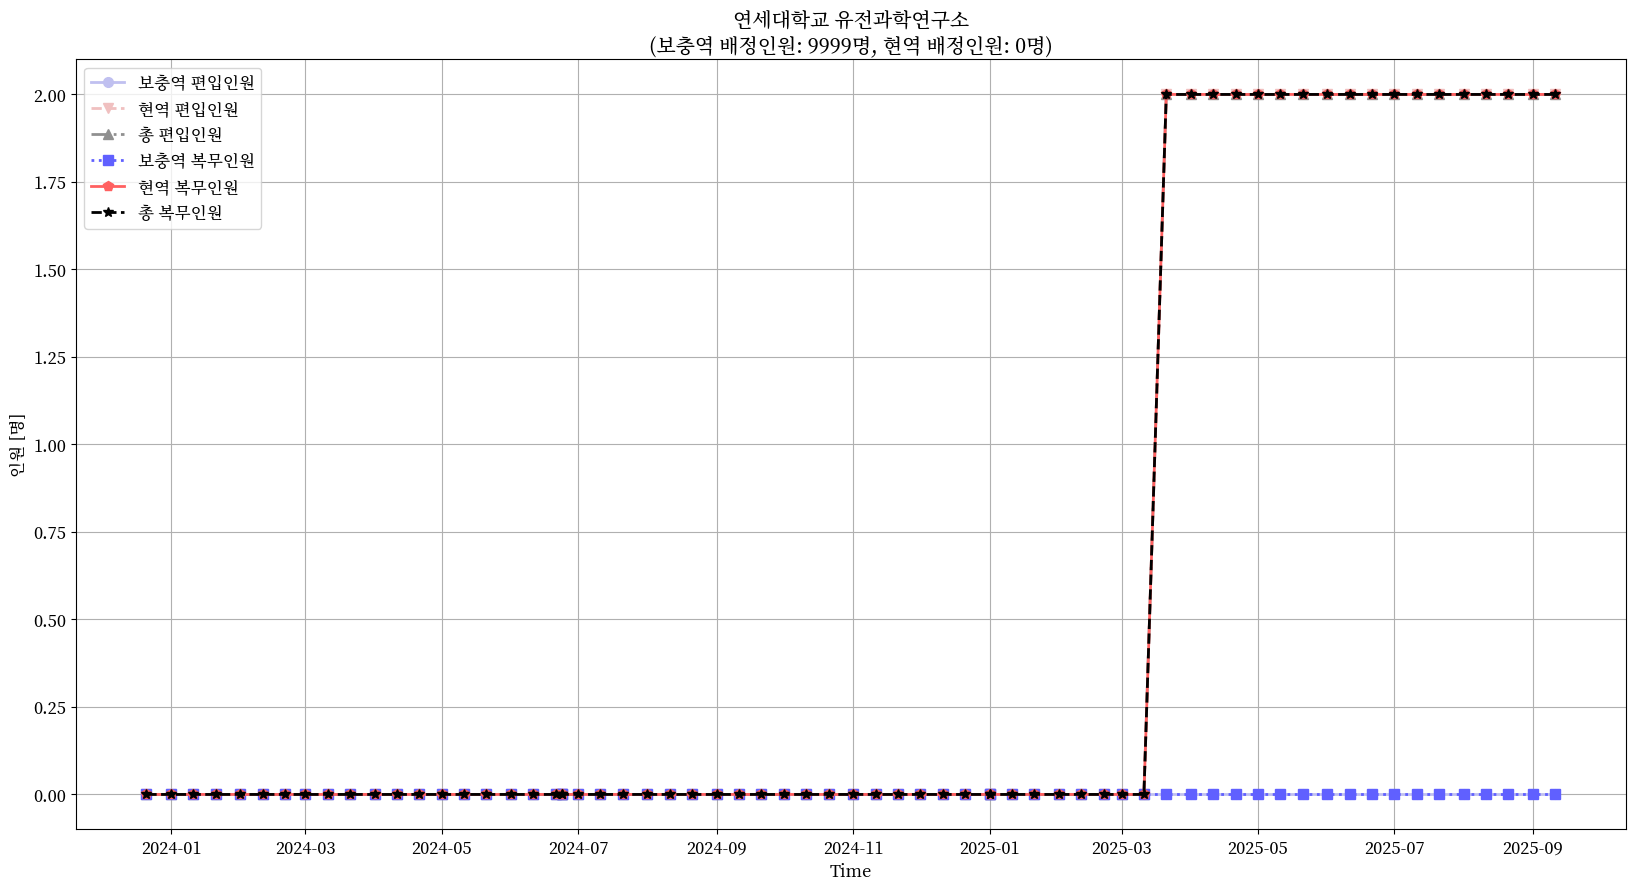 연세대학교 유전과학연구소
(보충역 배정인원: 9999명, 현역 배정인원: 0명)
보충역 편입인원
현역 편입인원
총 편입인원
보충역 복무인원
현역 복무인원
총 복무인원
인원 [명]
2.00
1.75
1.50
1.25
1.00
0.75
0.50
0.25
0.00
2024-01 2024-03 2024-05 2024-07 2024-09 2024-11 2025-01 2025-03 2025-05 2025-07 2025-09
Time